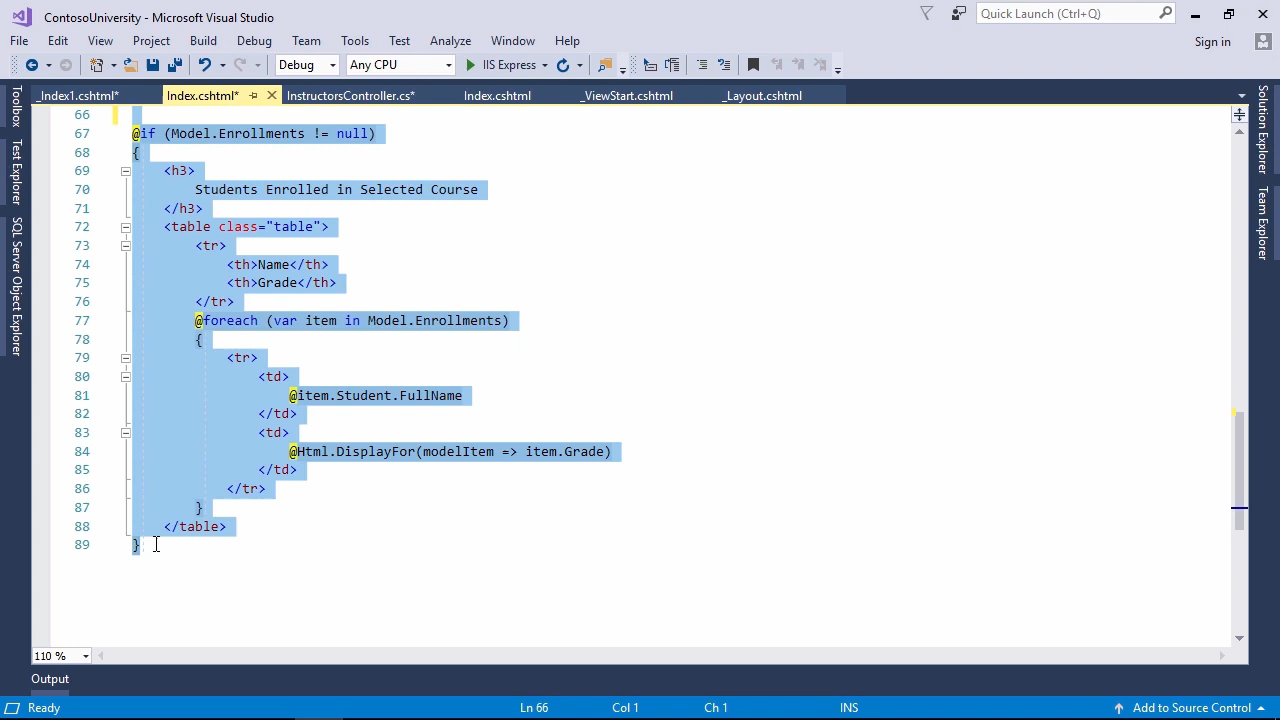 ContosoUniversity - Microsoft Visual Studio
Quick Launch (Ctrl+Q)
File Edit View Project Build Debug Team Tools Test Analyze Window Help
Sign in
Debug Any CPU IIS Express
_Index1.cshtml* Index.cshtml* InstructorsController.cs* Index.cshtml _ViewStart.cshtml _Layout.cshtml
Toolbox
Test Explorer
SQL Server Object Explorer
Solution Explorer
Team Explorer
66
67 @if (Model.Enrollments != null)
68 {
69 <h3>
70 Students Enrolled in Selected Course
71 </h3>
72 <table class="table">
73 <tr>
74 <th>Name</th>
75 <th>Grade</th>
76 </tr>
77 @foreach (var item in Model.Enrollments)
78 {
79 <tr>
80 <td>
81 @item.Student.FullName
82 </td>
83 <td>
84 @Html.DisplayFor(modelItem => item.Grade)
85 </td>
86 </tr>
87 }
88 </table>
89 }
110 %
Output
Ready Ln 66 Col 1 Ch 1 INS Add to Source Control